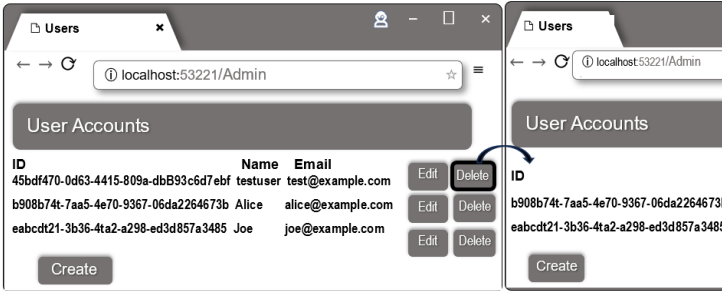 Users
localhost:53221/Admin
User Accounts
ID Name Email
45bdf470-0d63-4415-809a-dbB93c6d7ebf testuser test@example.com Edit Delete
b908b74t-7aa5-4e70-9367-06da2264673b Alice alice@example.com Edit Delete
eabcdt21-3b36-4ta2-a298-ed3d857a3485 Joe joe@example.com Edit Delete
Create
Users
localhost:53221/Admin
User Accounts
ID
b908b74t-7aa5-4e70-9367-06da2264673b
eabcdt21-3b36-4ta2-a298-ed3d857a3485
Create